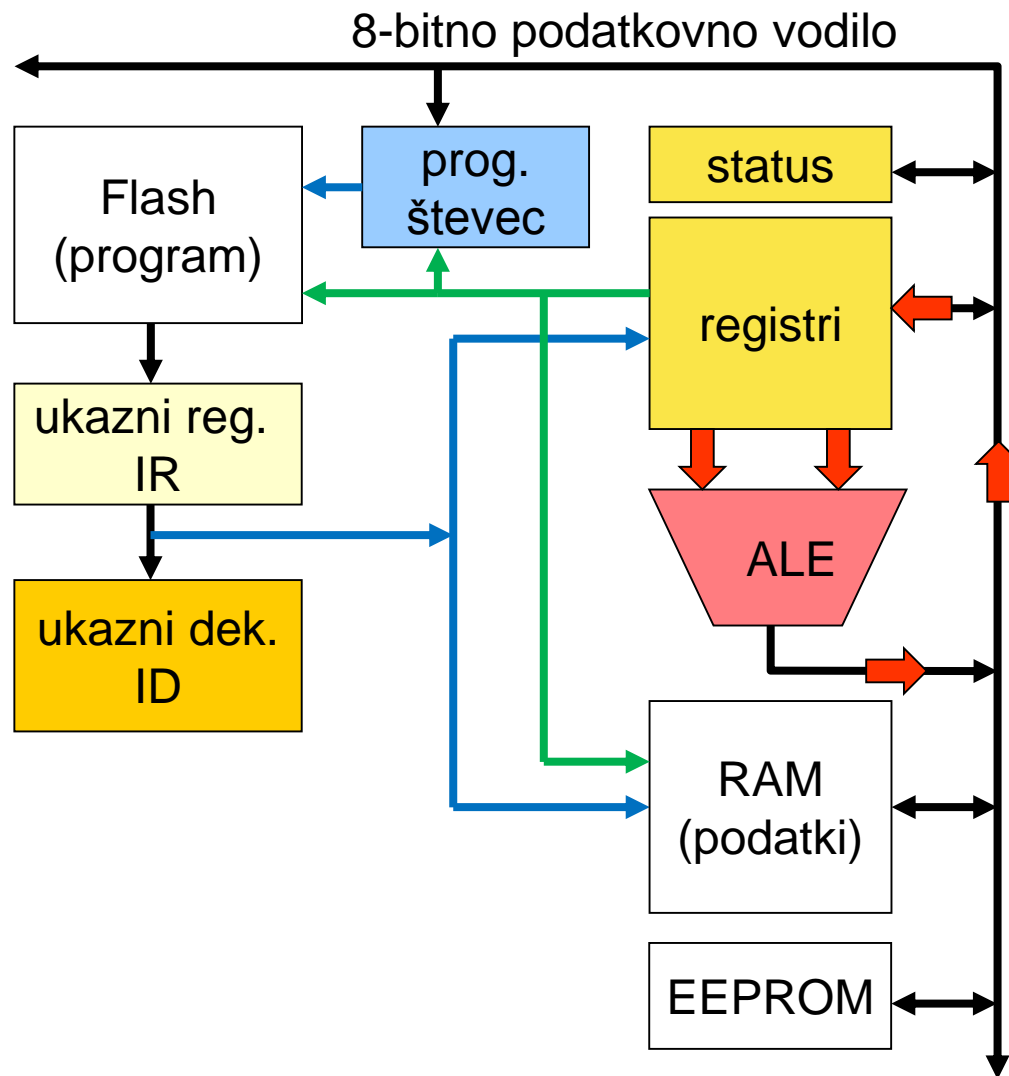 8-bitno podatkovno vodilo
Flash
(program)
prog.
števec
status
registri
ukazni reg.
IR
ALE
ukazni dek.
ID
RAM
(podatki)
EEPROM